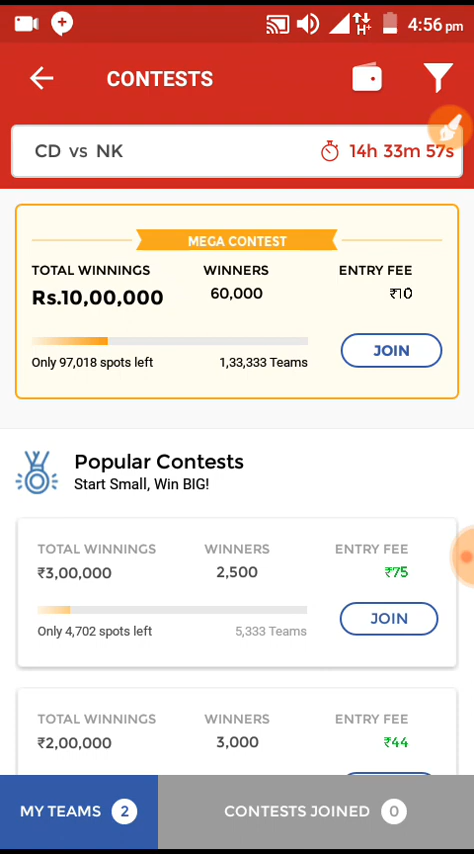 4:56 pm
H+
CONTESTS
CD vs NK
14h 33m 57s
MEGA CONTEST
TOTAL WINNINGS WINNERS ENTRY FEE
Rs.10,00,000 60,000 ₹10
Only 97,018 spots left 1,33,333 Teams
JOIN
Popular Contests
Start Small, Win BIG!
TOTAL WINNINGS WINNERS ENTRY FEE
₹3,00,000 2,500 ₹75
Only 4,702 spots left 5,333 Teams
JOIN
TOTAL WINNINGS WINNERS ENTRY FEE
₹2,00,000 3,000 ₹44
MY TEAMS 2 CONTESTS JOINED 0